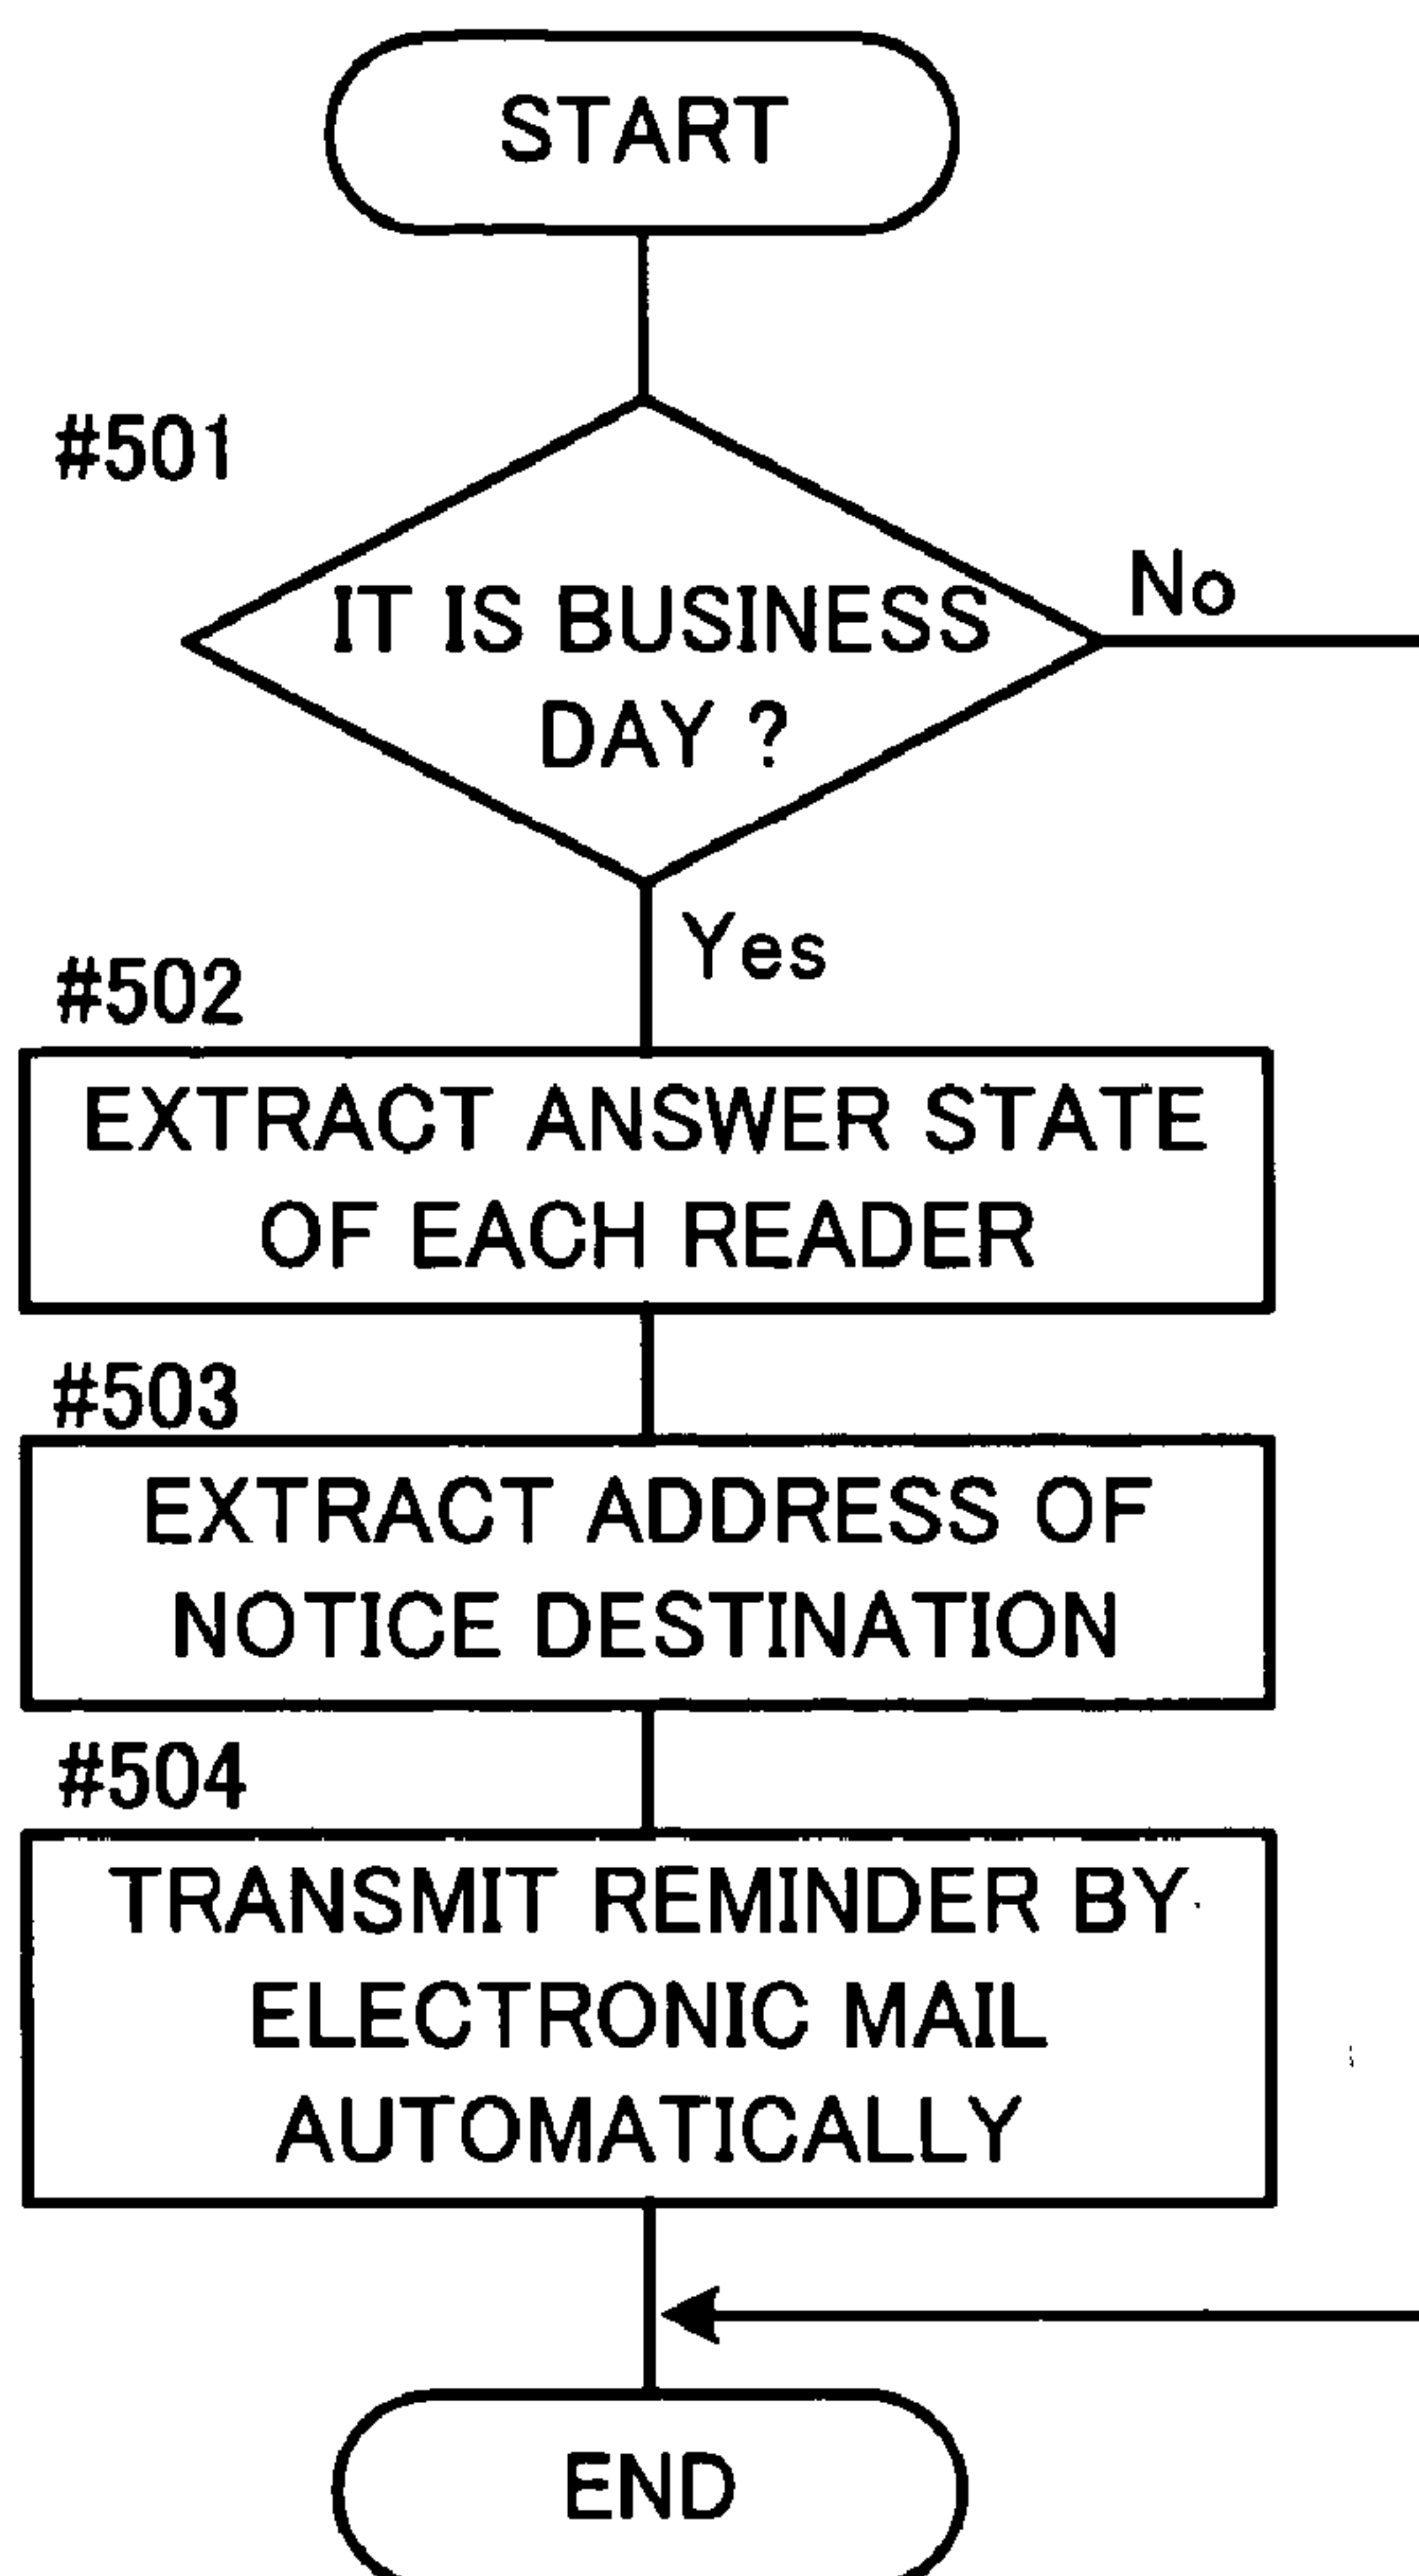 START
#501
IT IS BUSINESS
DAY ?
No
Yes
#502
EXTRACT ANSWER STATE
OF EACH READER
#503
EXTRACT ADDRESS OF
NOTICE DESTINATION
#504
TRANSMIT REMINDER BY
ELECTRONIC MAIL
AUTOMATICALLY
END